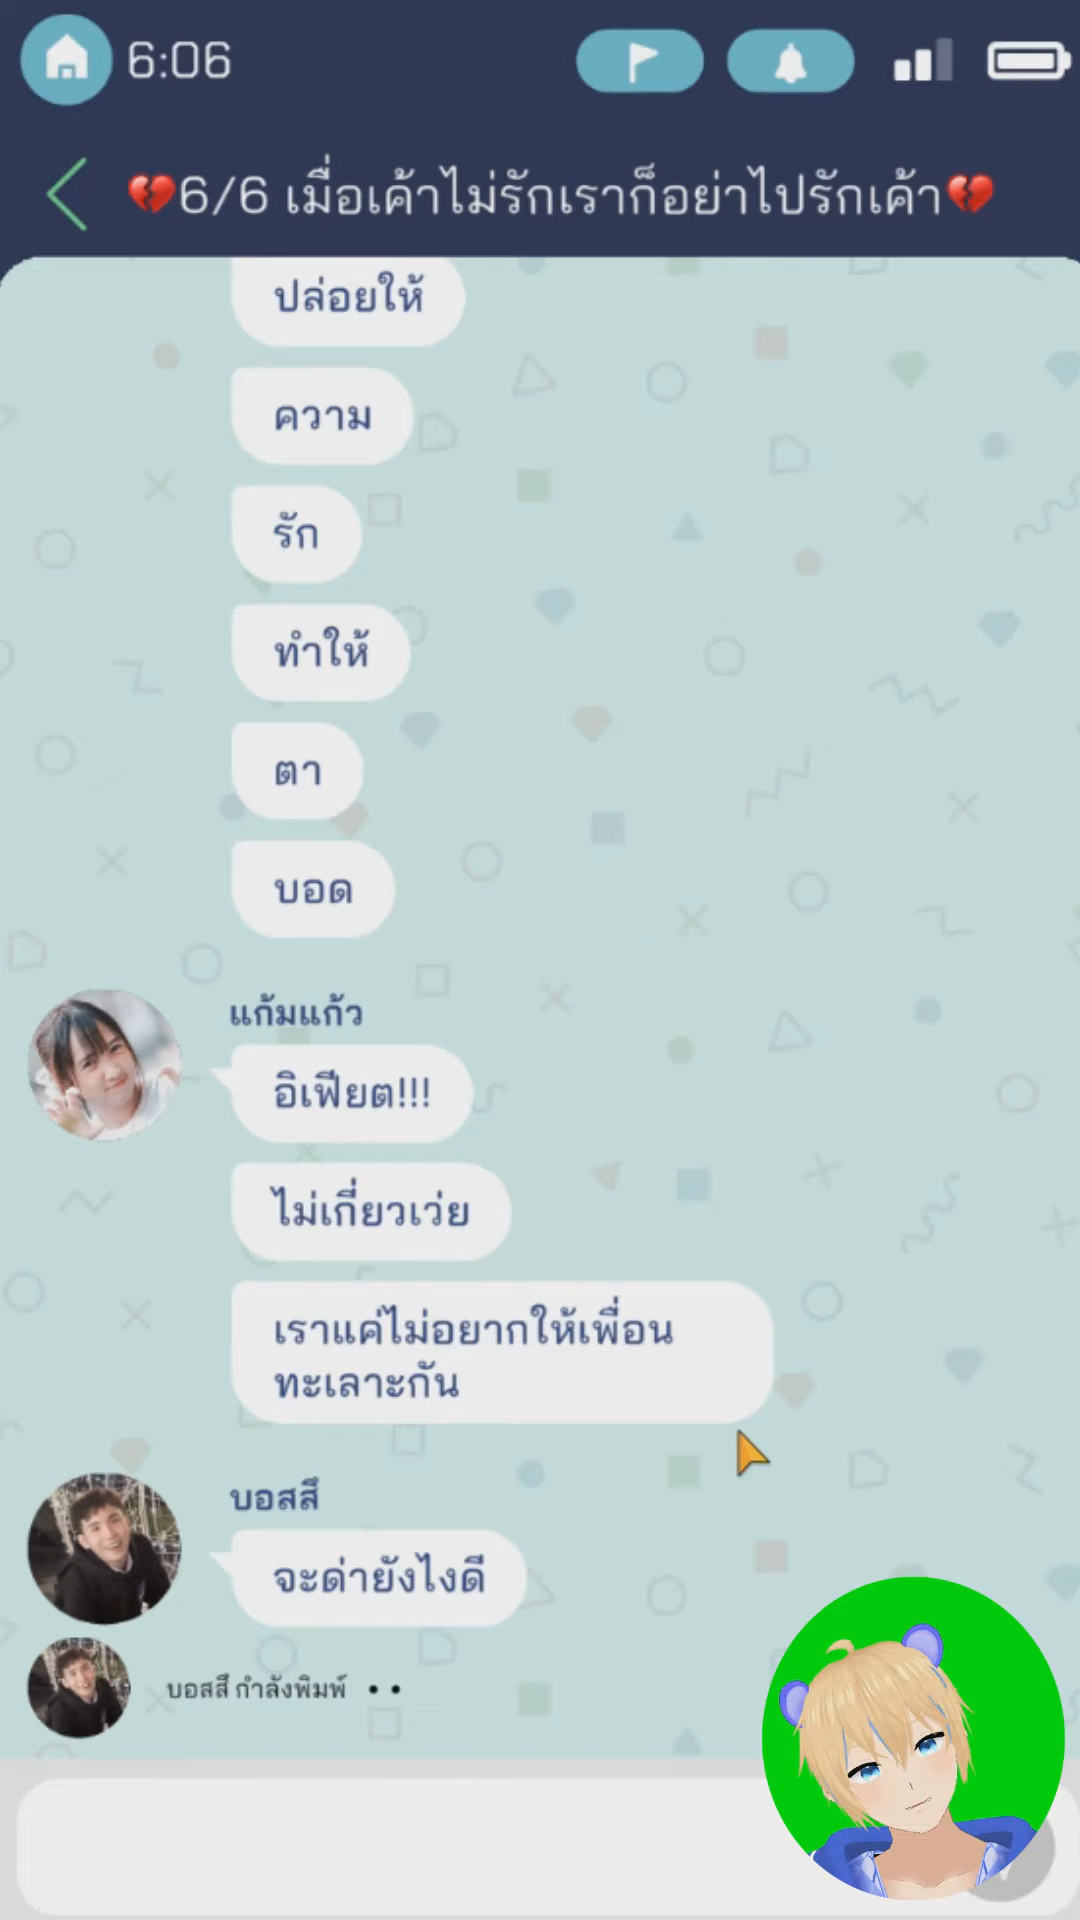 6:06
💔6/6 เมื่อเค้าไม่รักเราก็อย่าไปรักเค้า💔
ปล่อยให้
ความ
รัก
ทำให้
ตา
บอด
แก้มแก้ว
อิเฟียต!!!
ไม่เกี่ยวเว่ย
เราแค่ไม่อยากให้เพื่อน
ทะเลาะกัน
บอสสึ
จะด่ายังไงดี
บอสสึ กำลังพิมพ์ ••